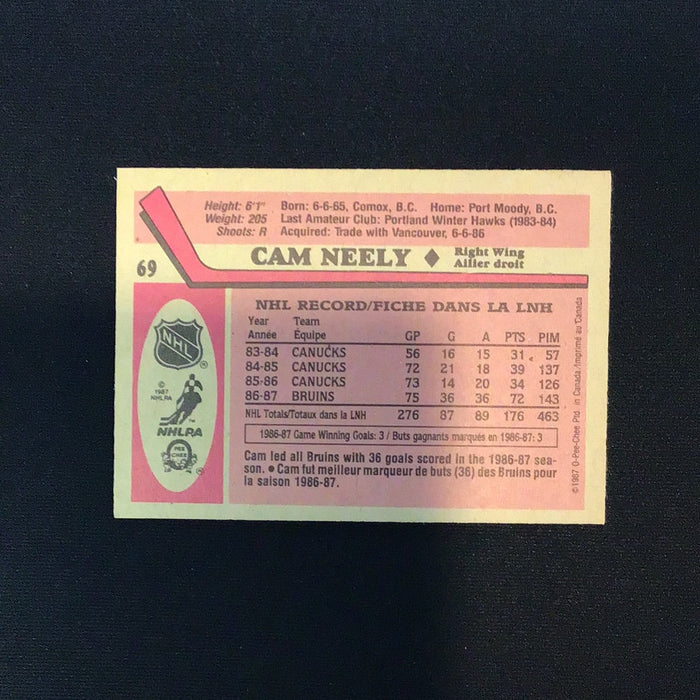 Height: 6'1" Born: 6-6-65, Comox, B.C. Home: Port Moody, B.C.
Weight: 205 Last Amateur Club: Portland Winter Hawks (1983-84)
Shoots: R Acquired: Trade with Vancouver, 6-6-86
69 CAM NEELY ♦ Right Wing
Ailier droit
NHL RECORD/FICHE DANS LA LNH
Year Team
Année Équipe GP G A PTS PIM
83-84 CANUCKS 56 16 15 31 57
84-85 CANUCKS 72 21 18 39 137
85-86 CANUCKS 73 14 20 34 126
86-87 BRUINS 75 36 36 72 143
NHL Totals/Totaux dans la LNH 276 87 89 176 463
1986-87 Game Winning Goals: 3 / Buts gagnants marqués en 1986-87: 3
Cam led all Bruins with 36 goals scored in the 1986-87 sea-
son. ● Cam fut meilleur marqueur de buts (36) des Bruins pour
la saison 1986-87.
NHL
®
© 1987
NHLPA
NHLPA
™
O PEE
CHEE
®
©1987 O-Pee-Chee Ptd. in Canada/Imprimé au Canada